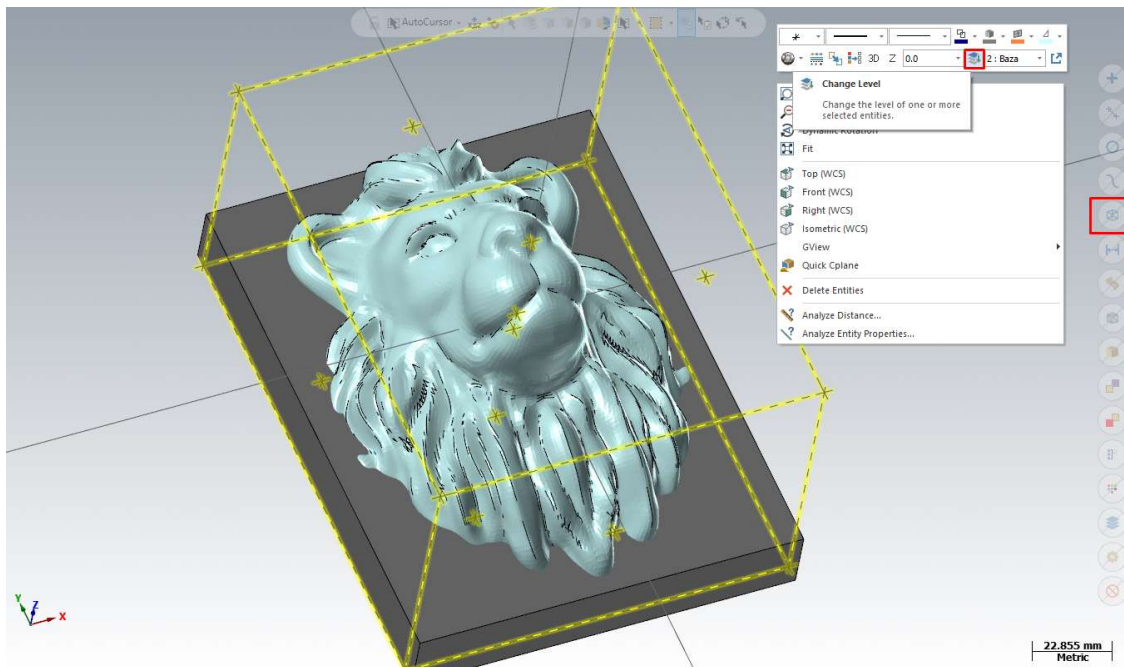 AutoCursor
3D Z 0.0 2 : Baza
Change Level
Change the level of one or more
selected entities.
Dynamic Rotation
Fit
Top (WCS)
Front (WCS)
Right (WCS)
Isometric (WCS)
GView
Quick Cplane
Delete Entities
Analyze Distance...
Analyze Entity Properties...
Y Z X
22.855 mm
Metric